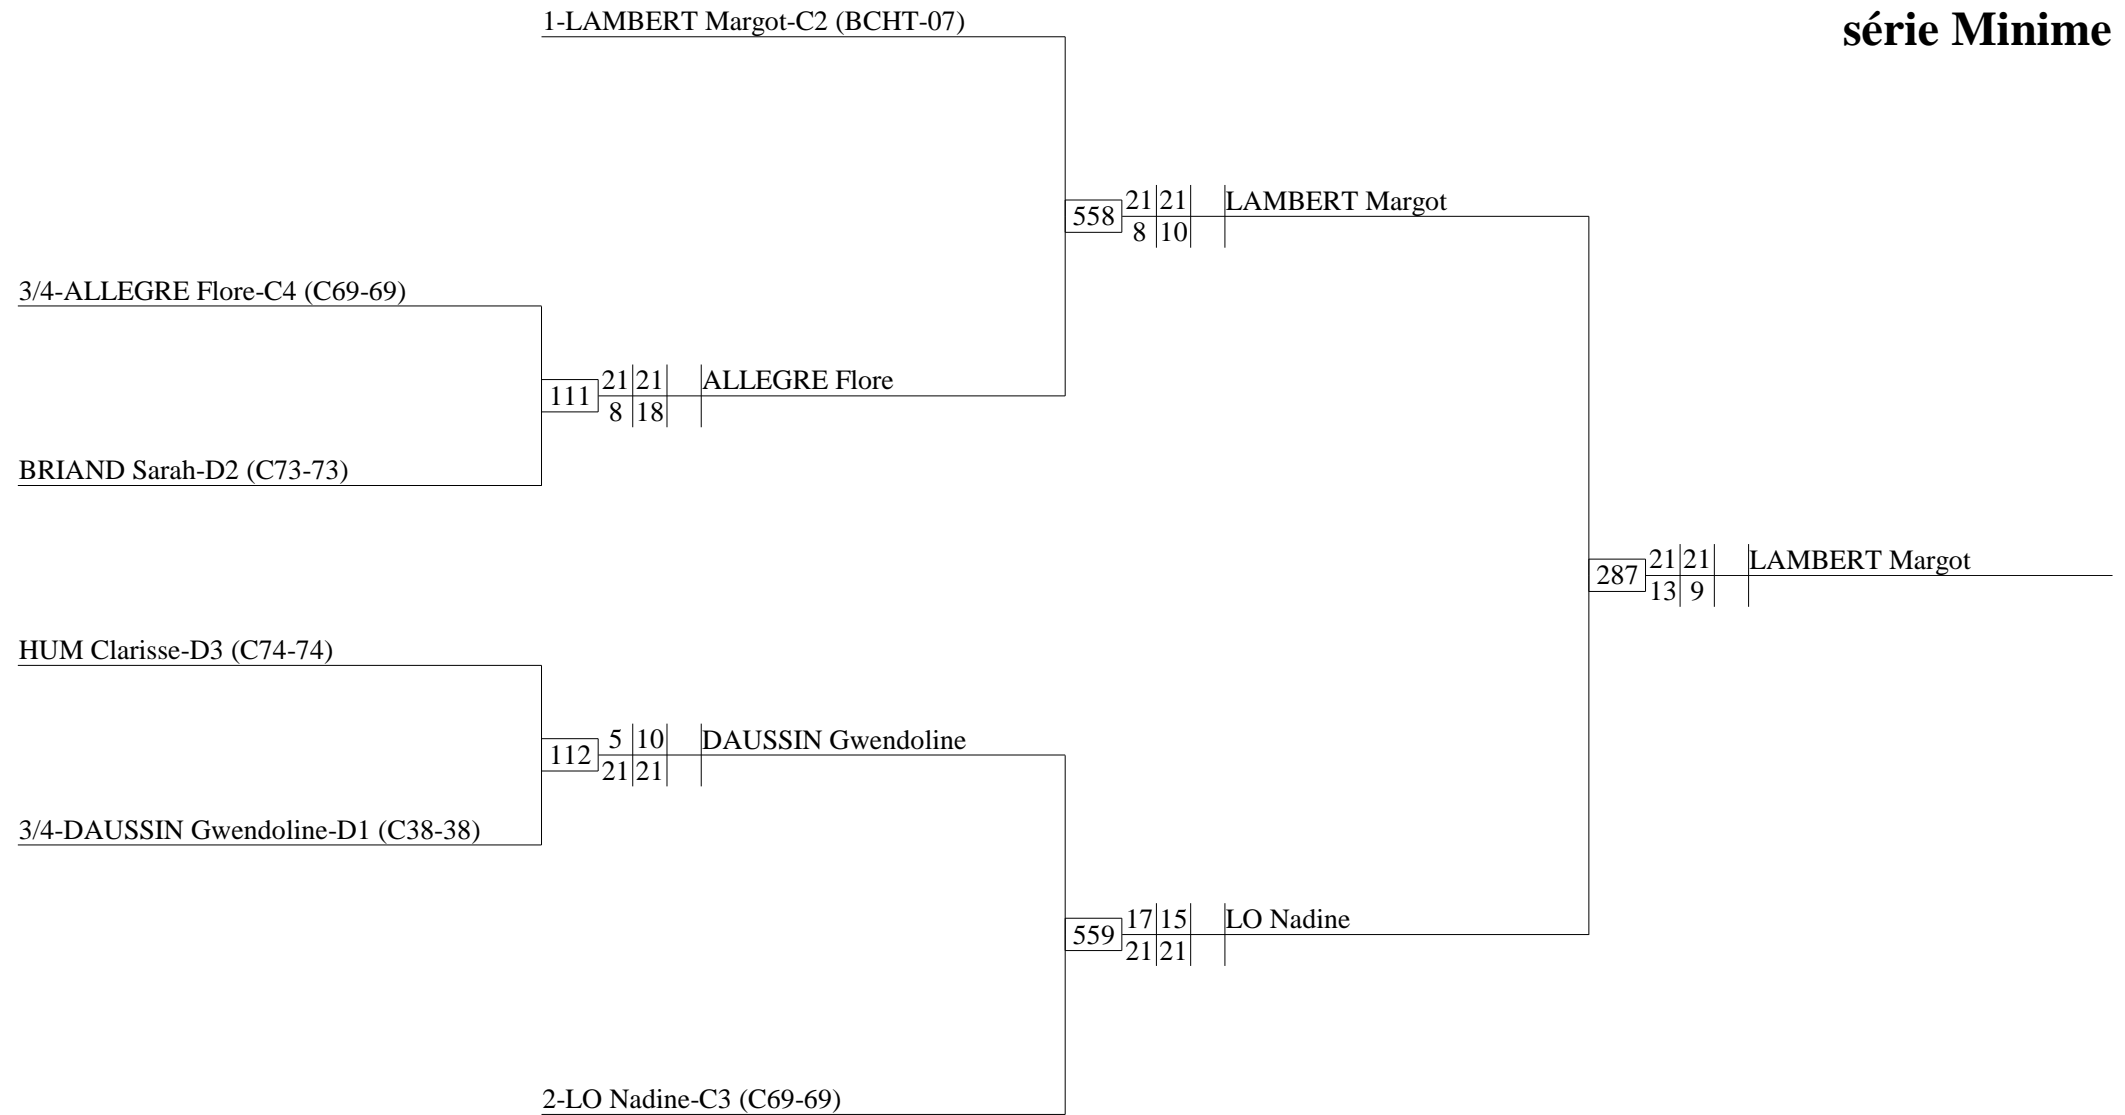 1-LAMBERT Margot-C2 (BCHT-07)
série Minime
21 21
558
LAMBERT Margot
8 10
3/4-ALLEGRE Flore-C4 (C69-69)
21 21
111
ALLEGRE Flore
8 18
BRIAND Sarah-D2 (C73-73)
21 21
287
LAMBERT Margot
13 9
HUM Clarisse-D3 (C74-74)
5 10
112
DAUSSIN Gwendoline
21 21
3/4-DAUSSIN Gwendoline-D1 (C38-38)
17 15
559
LO Nadine
21 21
2-LO Nadine-C3 (C69-69)